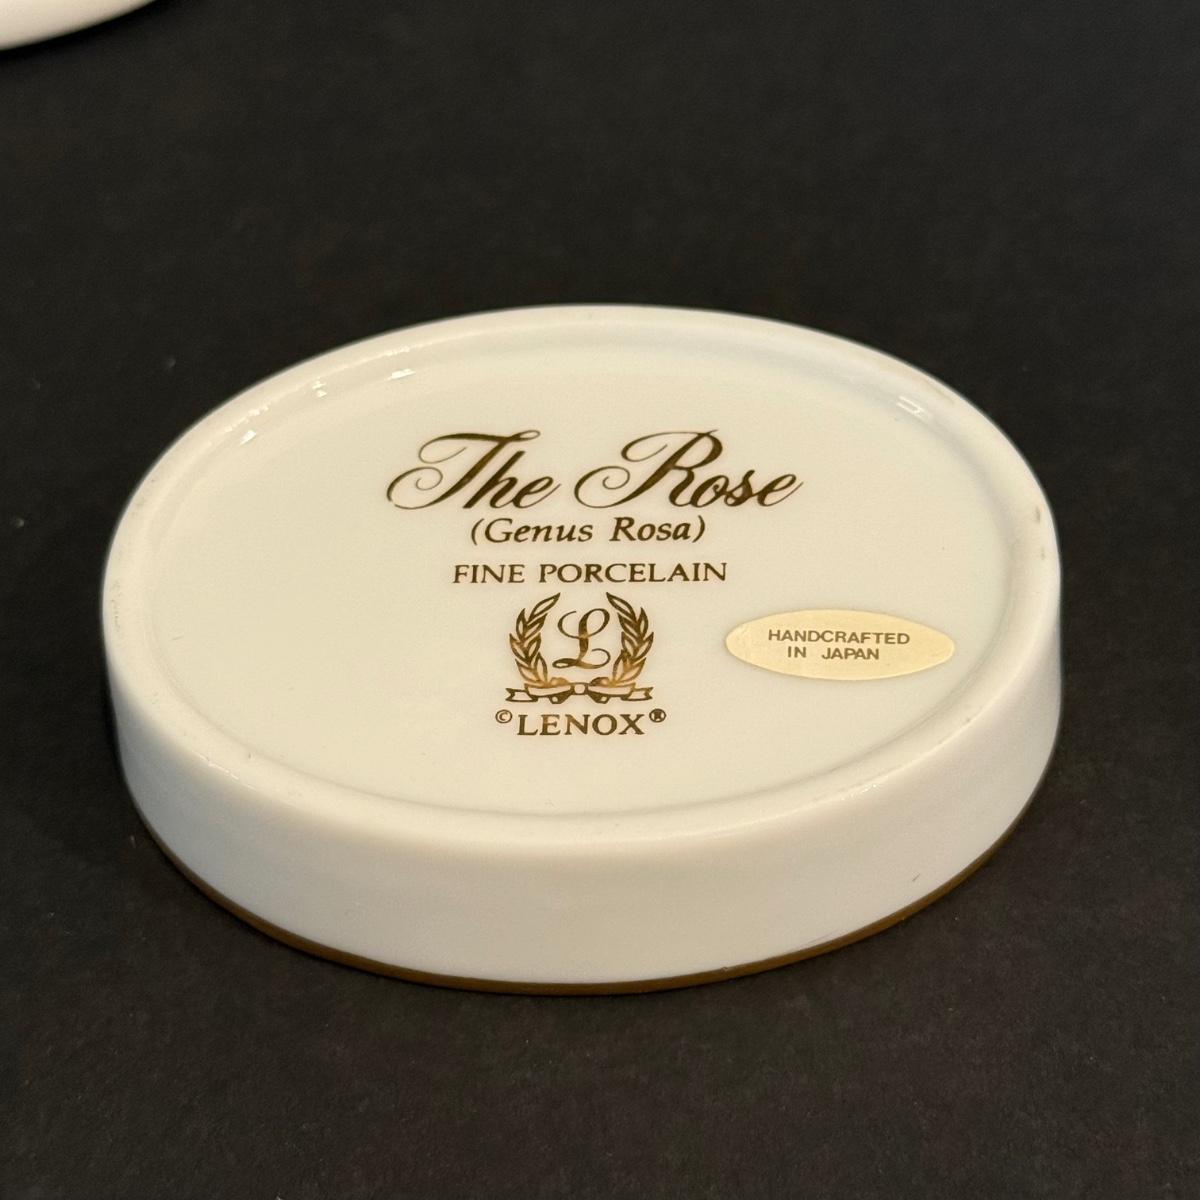 The Rose
(Genus Rosa)
FINE PORCELAIN
L
©LENOX®
HANDCRAFTED
IN JAPAN